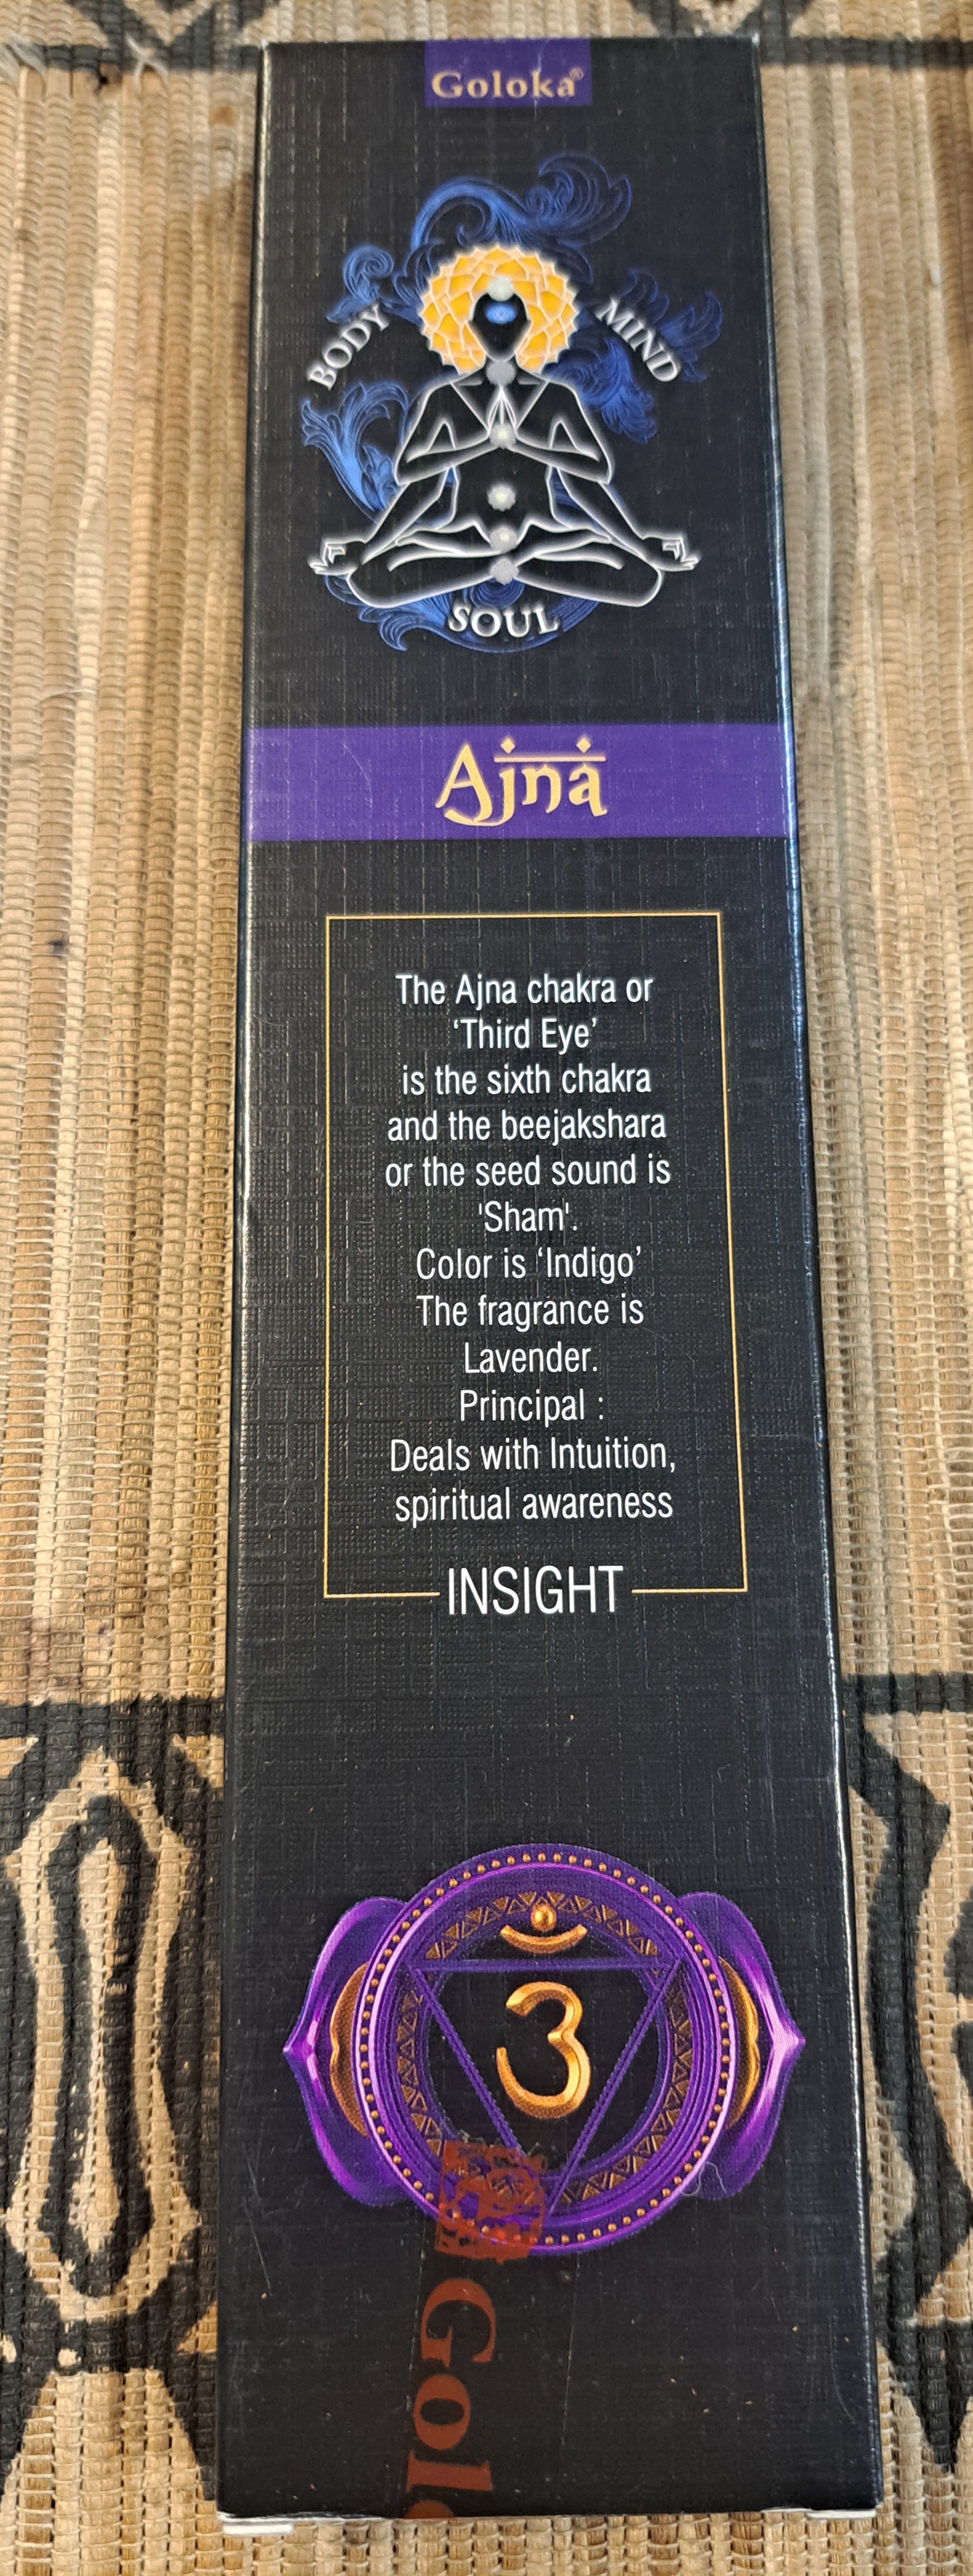 Goloka®
BODY
MIND
SOUL
Ajna
The Ajna chakra or
‘Third Eye’
is the sixth chakra
and the beejakshara
or the seed sound is
'Sham'.
Color is ‘Indigo’
The fragrance is
Lavender.
Principal :
Deals with Intuition,
spiritual awareness
INSIGHT
Gol